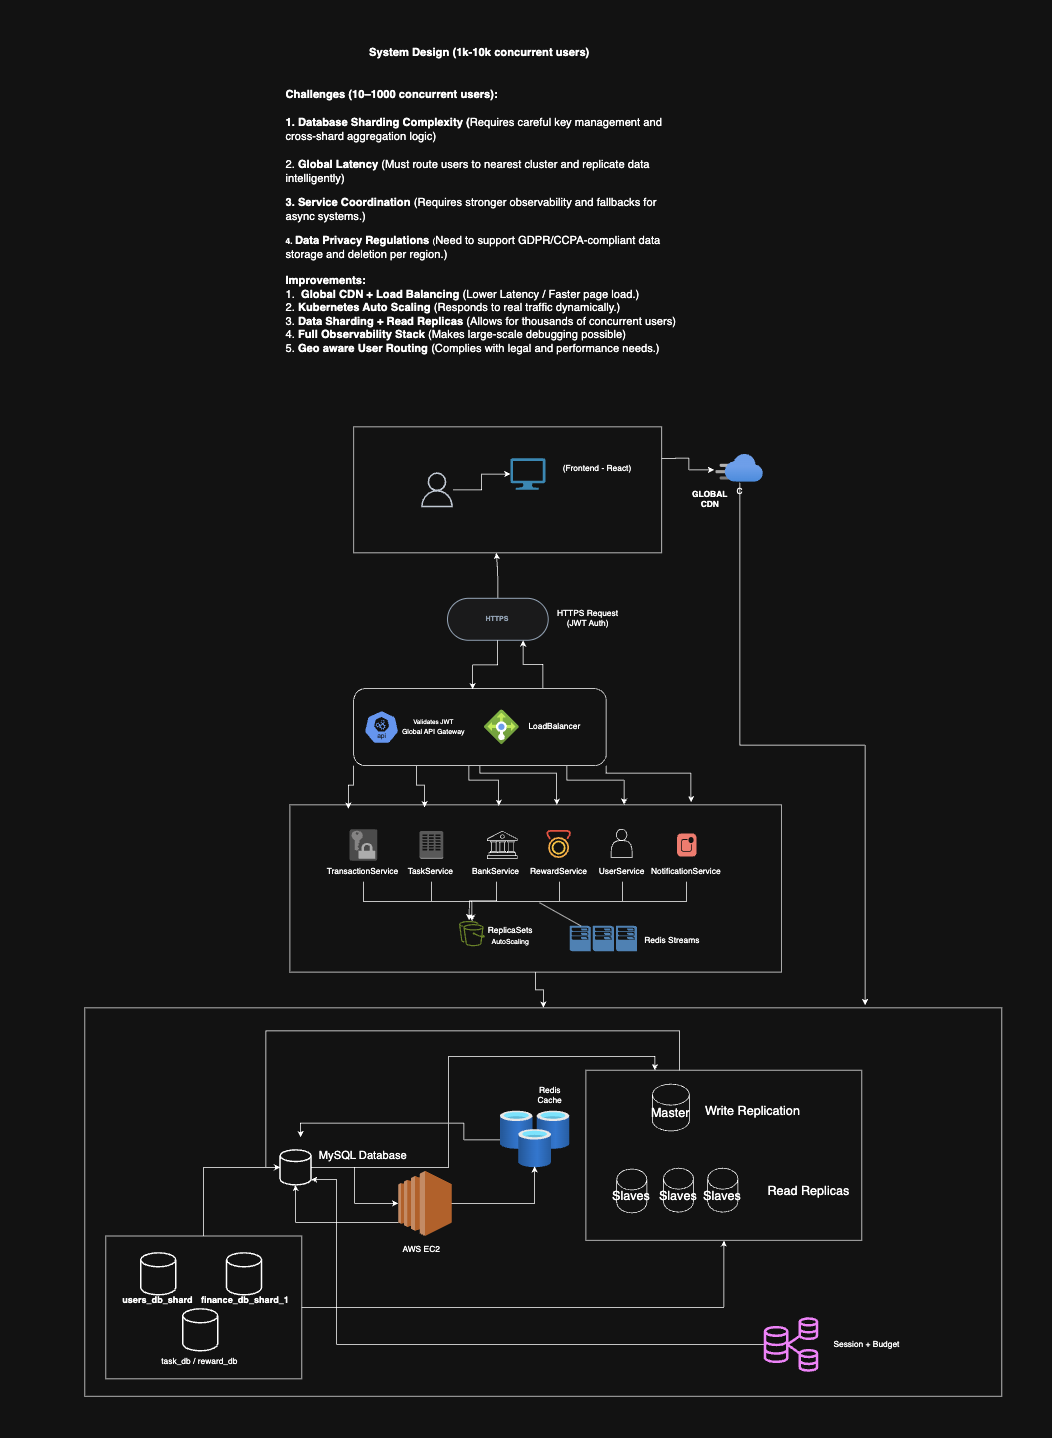 System Design (1k-10k concurrent users)
Challenges (10–1000 concurrent users):
1. Database Sharding Complexity (Requires careful key management and
cross-shard aggregation logic)
2. Global Latency (Must route users to nearest cluster and replicate data
intelligently)
3. Service Coordination (Requires stronger observability and fallbacks for
async systems.)
4. Data Privacy Regulations (Need to support GDPR/CCPA-compliant data
storage and deletion per region.)
Improvements:
1.  Global CDN + Load Balancing (Lower Latency / Faster page load.)
2. Kubernetes Auto Scaling (Responds to real traffic dynamically.)
3. Data Sharding + Read Replicas (Allows for thousands of concurrent users)
4. Full Observability Stack (Makes large-scale debugging possible)
5. Geo aware User Routing (Complies with legal and performance needs.)
(Frontend - React)
GLOBAL
CDN
C
HTTPS
HTTPS Request
(JWT Auth)
api
Validates JWT
Global API Gateway
LoadBalancer
TransactionService
TaskService
BankService
RewardService
UserService
NotificationService
ReplicaSets
AutoScaling
Redis Streams
Redis
Cache
Master
Write Replication
MySQL Database
Slaves
Slaves
Slaves
Read Replicas
AWS EC2
users_db_shard
finance_db_shard_1
task_db / reward_db
Session + Budget